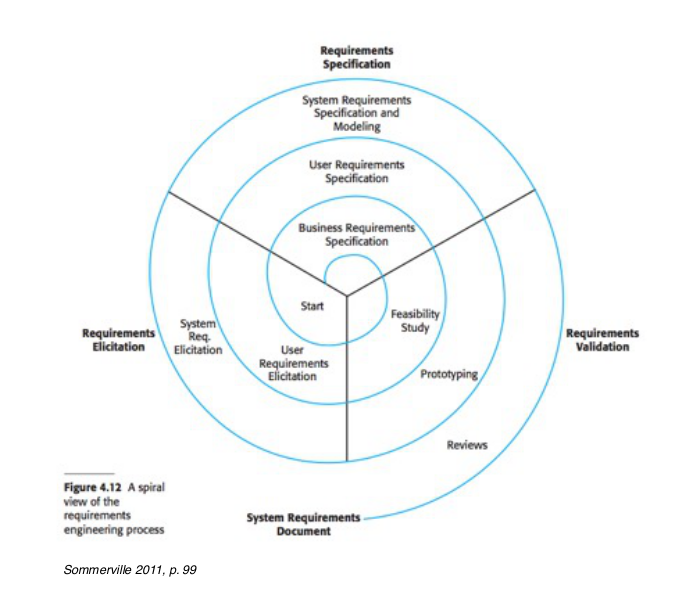 Requirements
Specification
System Requirements
Specification and
Modeling
User Requirements
Specification
Business Requirements
Specification
Start
Feasibility
Study
Requirements
Elicitation
System
Req.
Elicitation
User
Requirements
Elicitation
Requirements
Validation
Prototyping
Reviews
System Requirements
Document
Figure 4.12 A spiral
view of the
requirements
engineering process
Sommerville 2011, p. 99